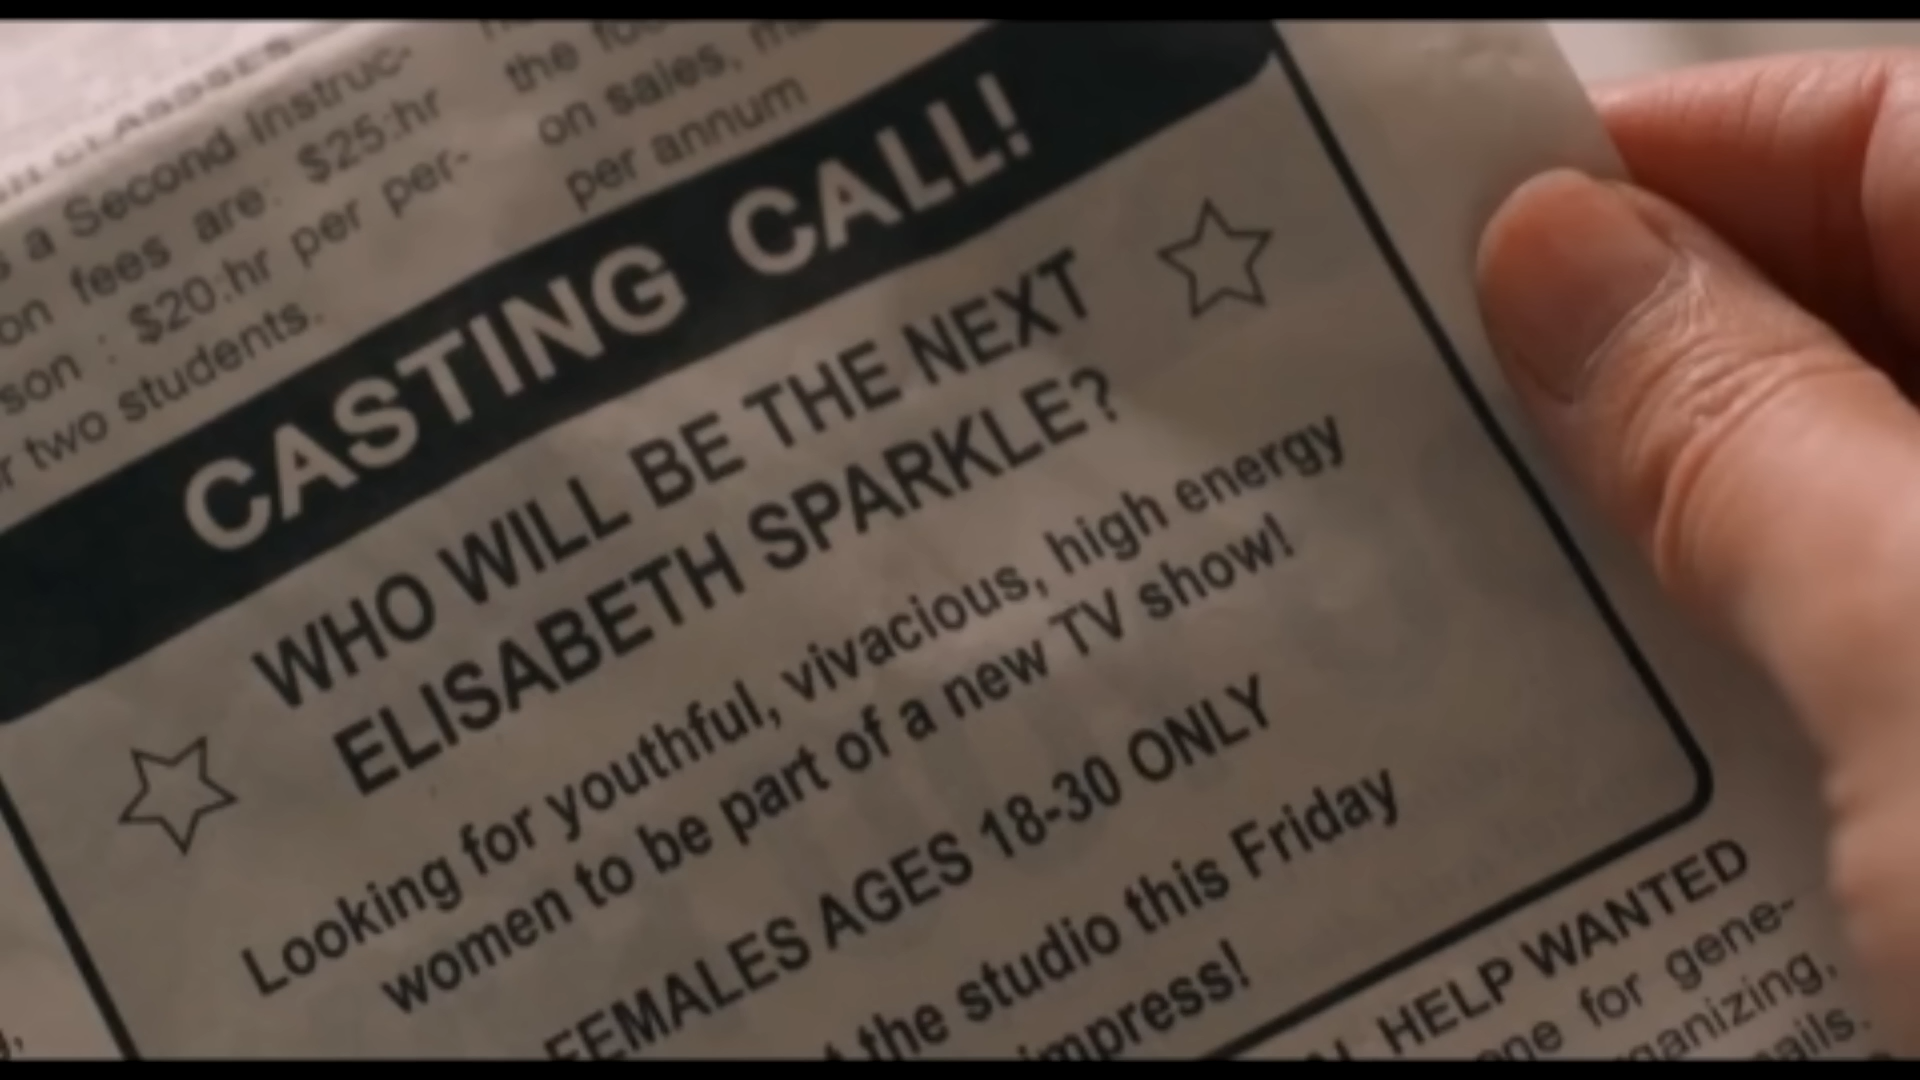 a Second Instruc-
on fees are: $25:hr
son : $20:hr per per-
r two students.
the
on sales,
per annum
CASTING CALL!
WHO WILL BE THE NEXT
ELISABETH SPARKLE?
Looking for youthful, vivacious, high energy
women to be part of a new TV show!
FEMALES AGES 18-30 ONLY
the studio this Friday
impress!
HELP WANTED
for gene-